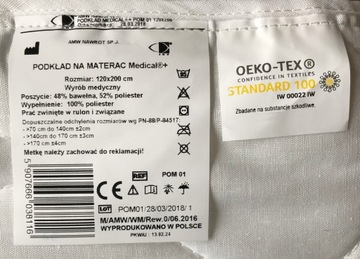 PODKŁAD MEDICAL++ POM 01 120x200
28.03.2018
AMW NAWROT SP. J.
PODKŁAD NA MATERAC Medical®+
Rozmiar: 120x200 cm
Wyrób medyczny
Poszycie: 48% bawełna, 52% poliester
Wypełnienie: 100% poliester
Prać zwinięte w rulon i związane
Dopuszczalne odchylenia rozmiarów wg PN-88/P-84517:
- >70 cm do 140cm ±2cm
- >140cm do 170 cm ±3cm
- >170 cm ±4cm
Metkę należy zachować do reklamacji!
5 907666 038116
CE REF POM 01
LOT POM01/28/03/2018/ 1
M/AMW/WM/Rew.0/06.2016
WYPRODUKOWANO W POLSCE
PKWiU : 13.92.24
OEKO-TEX®
CONFIDENCE IN TEXTILES
STANDARD 100
IW 00022 IW
Zbadane na substancje szkodliwe.